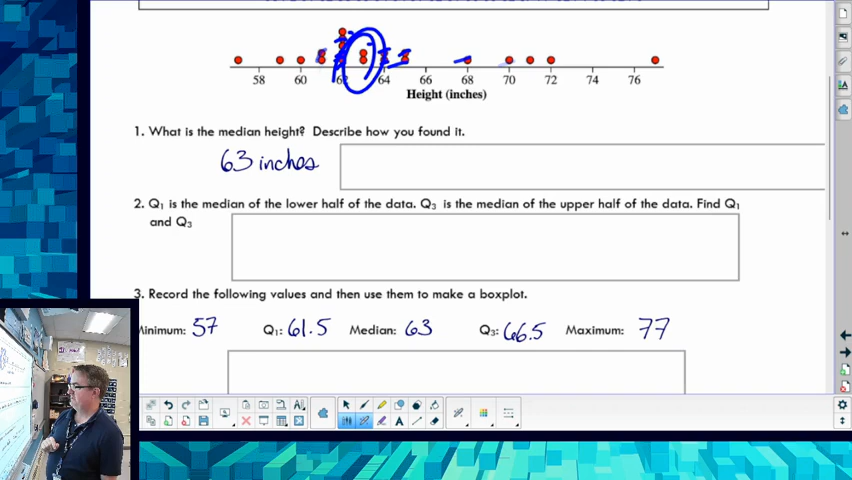 58 60 62 64 66 68 70 72 74 76
Height (inches)
1. What is the median height? Describe how you found it.
63 inches
2. Q1 is the median of the lower half of the data. Q3 is the median of the upper half of the data. Find Q1
and Q3
3. Record the following values and then use them to make a boxplot.
Minimum: 57 Q1: 61.5 Median: 63 Q3: 66.5 Maximum: 77